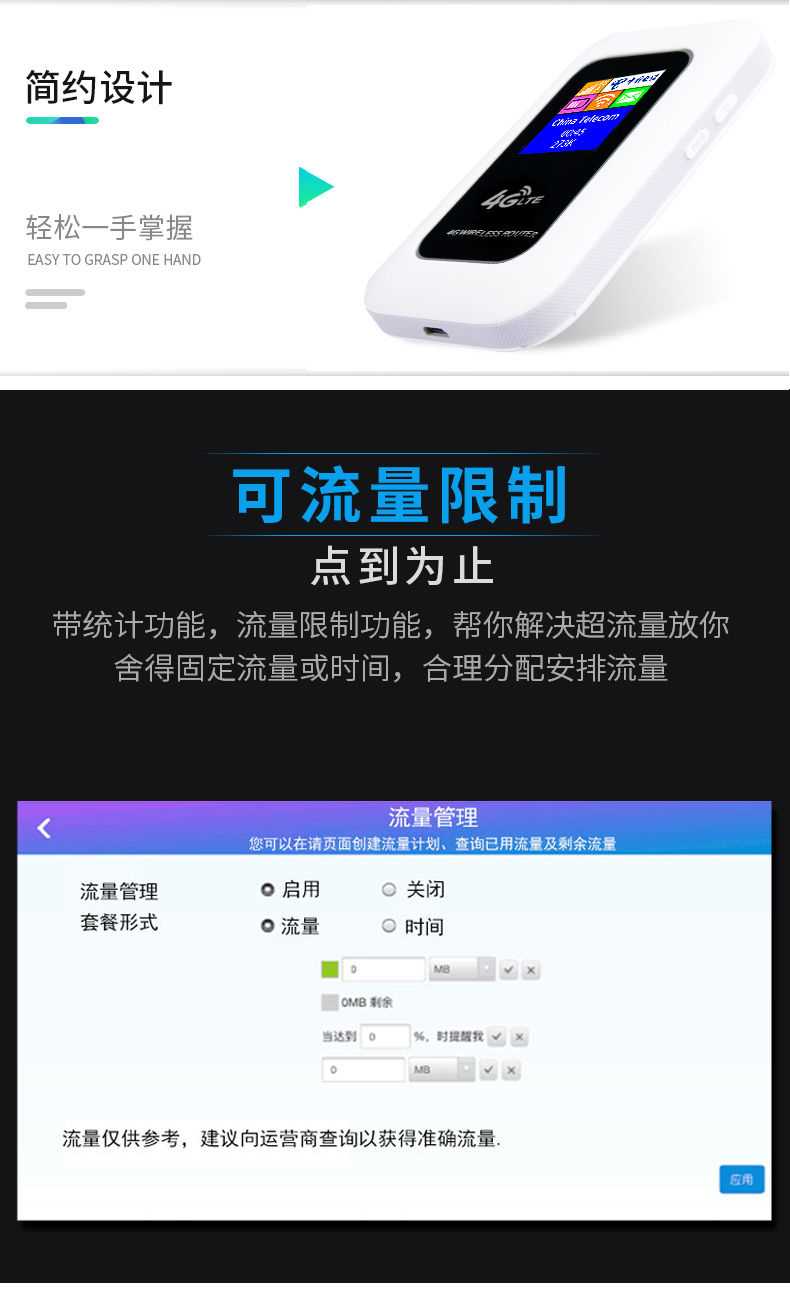 简约设计
轻松一手掌握
EASY TO GRASP ONE HAND
China Telecom
00:45
273K
4G LTE
4G WIRELESS ROUTER
可流量限制
点到为止
带统计功能，流量限制功能，帮你解决超流量放你
舍得固定流量或时间，合理分配安排流量
流量管理
您可以在请页面创建流量计划、查询已用流量及剩余流量
流量管理 启用 关闭
套餐形式 流量 时间
0 MB
0MB 剩余
当达到 0 %，时提醒我
0 MB
流量仅供参考，建议向运营商查询以获得准确流量.
应用